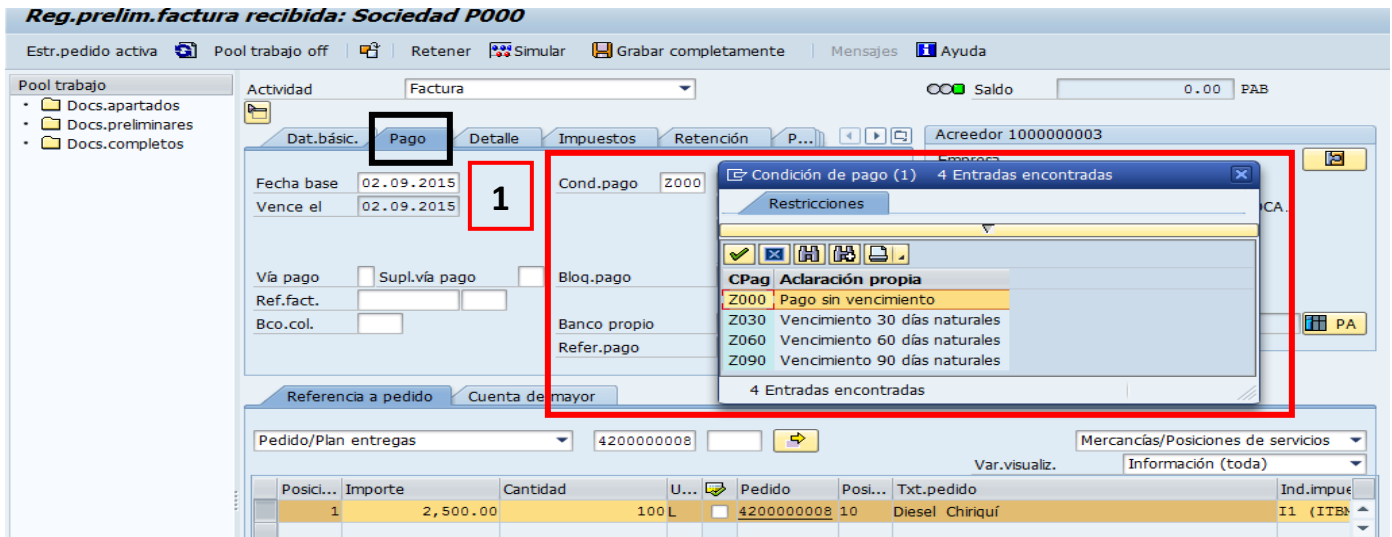 Reg.prelim.factura recibida: Sociedad P000
Estr.pedido activa Pool trabajo off Retener Simular Grabar completamente Mensajes Ayuda
Pool trabajo
Docs.apartados
Docs.preliminares
Docs.completos
Actividad Factura Saldo 0.00 PAB
Dat.básic. Pago Detalle Impuestos Retención P...
Acreedor 1000000003
Fecha base 02.09.2015 Cond.pago Z000
Vence el 02.09.2015
1
Vía pago Supl.vía pago Bloq.pago
Ref.fact.
Bco.col. Banco propio
Refer.pago
PA
Condición de pago (1) 4 Entradas encontradas
Restricciones
CPag Aclaración propia
Z000 Pago sin vencimiento
Z030 Vencimiento 30 días naturales
Z060 Vencimiento 60 días naturales
Z090 Vencimiento 90 días naturales
4 Entradas encontradas
Referencia a pedido Cuenta de mayor
Pedido/Plan entregas 4200000008 Mercancías/Posiciones de servicios
Var.visualiz. Información (toda)
Posici... Importe Cantidad U... Pedido Posi... Txt.pedido Ind.impue
1 2,500.00 100 L 4200000008 10 Diesel Chiriquí I1 (ITBM